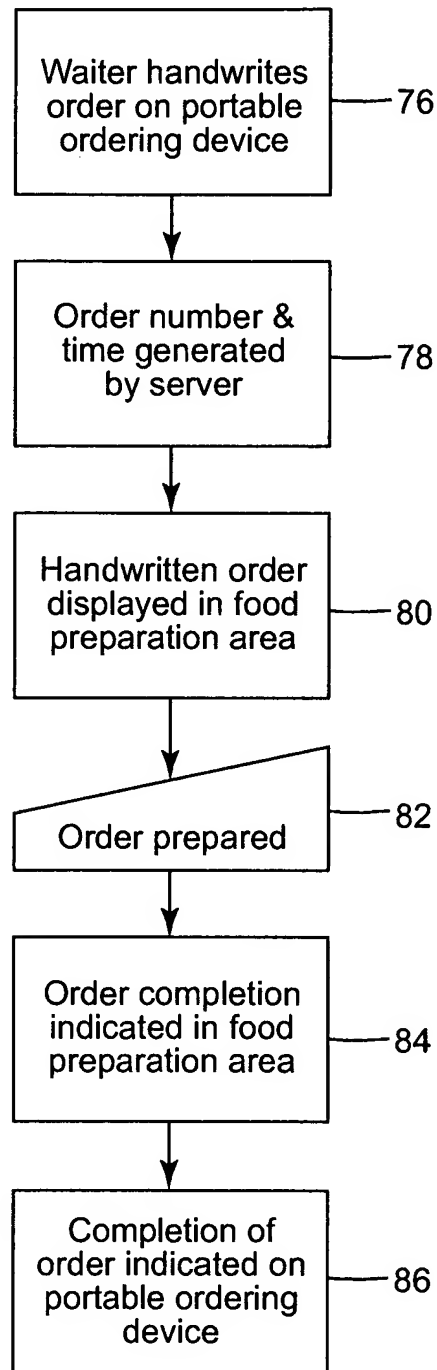 Waiter handwrites
order on portable
ordering device
76
Order number &
time generated
by server
78
Handwritten order
displayed in food
preparation area
80
Order prepared
82
Order completion
indicated in food
preparation area
84
Completion of
order indicated on
portable ordering
device
86